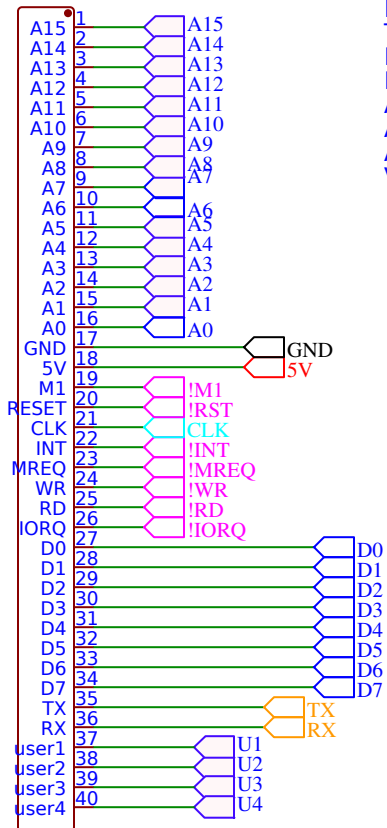 A15 1 A15
A14 2 A14
A13 3 A13
A12 4 A12
A11 5 A11
A10 6 A10
A9 7 A9
A8 8 A8
A7 9 A7
A6 10 A6
A5 11 A5
A4 12 A4
A3 13 A3
A2 14 A2
A1 15 A1
A0 16 A0
GND 17 GND
5V 18 5V
M1 19 !M1
RESET 20 !RST
CLK 21 CLK
INT 22 !INT
MREQ 23 !MREQ
WR 24 !WR
RD 25 !RD
IORQ 26 !IORQ
D0 27 D0
D1 28 D1
D2 29 D2
D3 30 D3
D4 31 D4
D5 32 D5
D6 33 D6
D7 34 D7
TX 35 TX
RX 36 RX
user1 37 U1
user2 38 U2
user3 39 U3
user4 40 U4